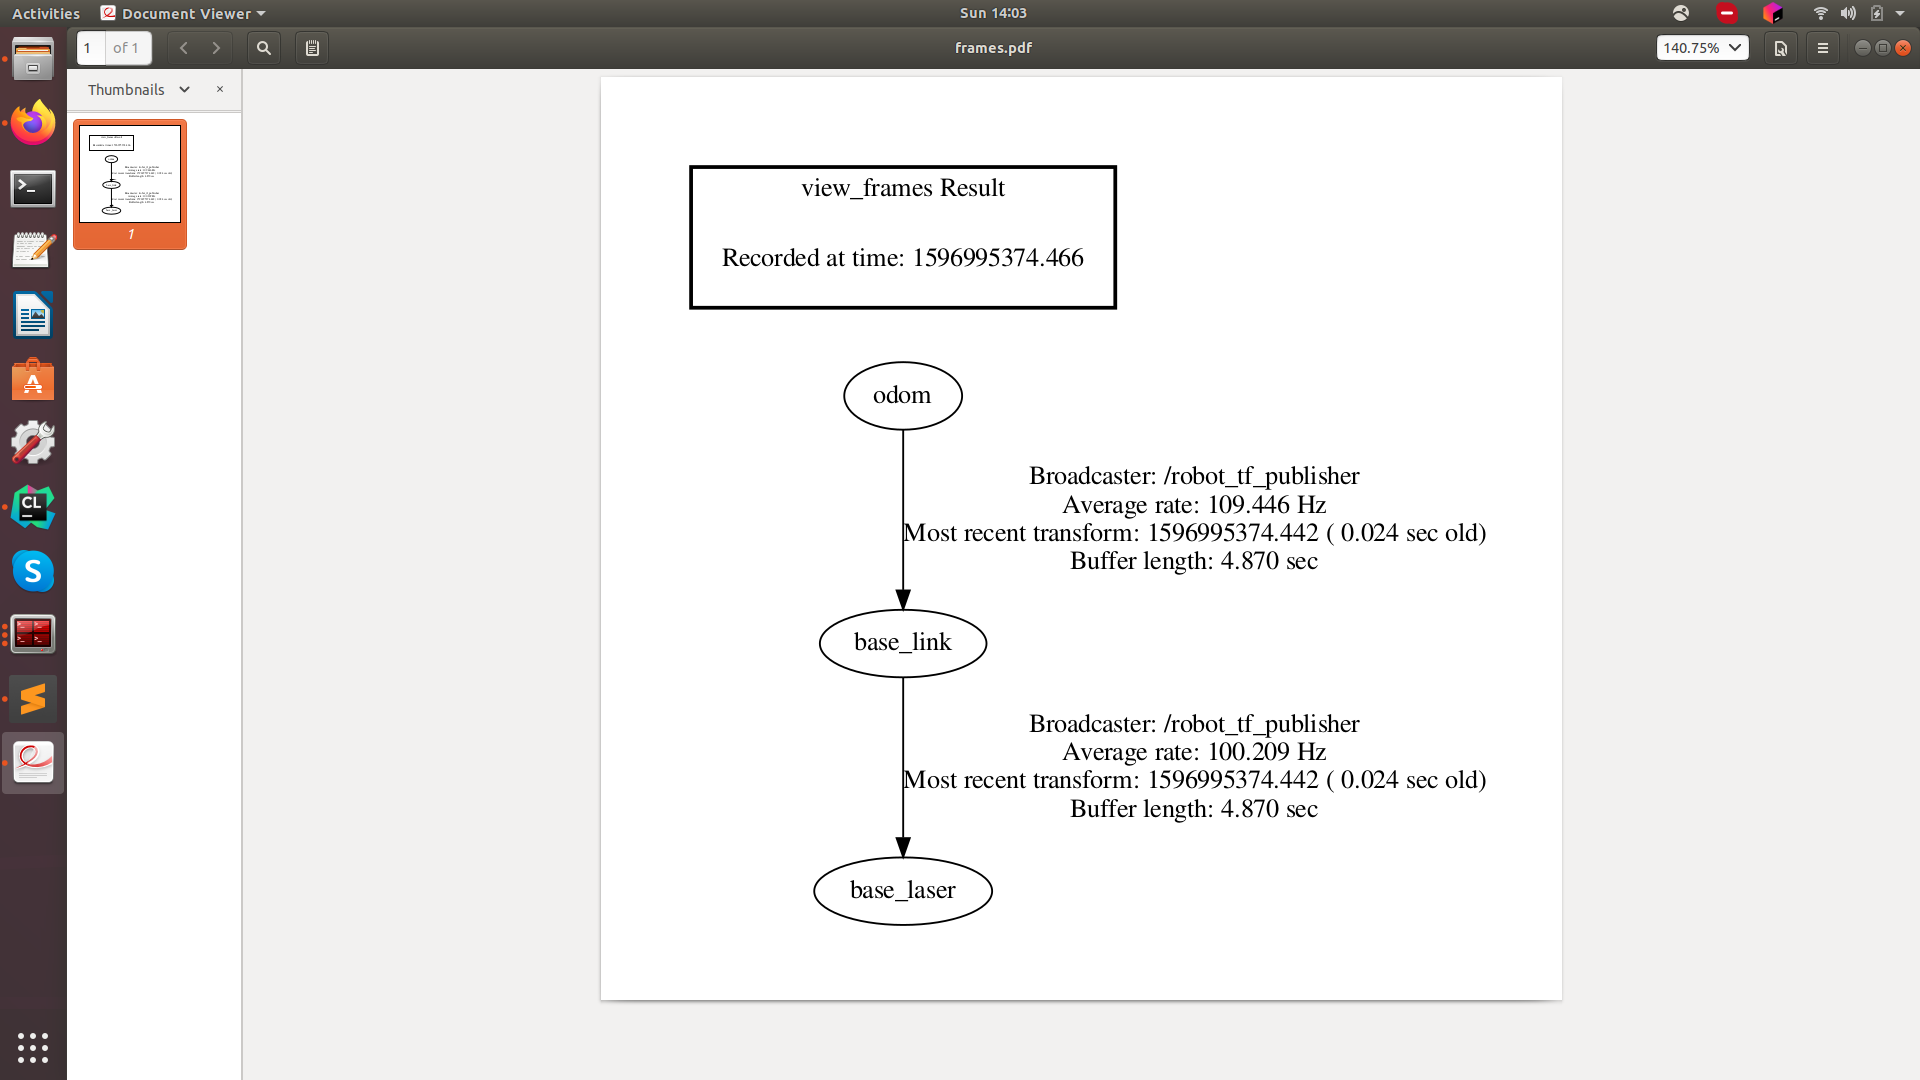 Activities
Document Viewer
Sun 14:03
1
of 1
frames.pdf
140.75%
Thumbnails
1
view_frames Result
Recorded at time: 1596995374.466
odom
Broadcaster: /robot_tf_publisher
Average rate: 109.446 Hz
Most recent transform: 1596995374.442 ( 0.024 sec old)
Buffer length: 4.870 sec
base_link
Broadcaster: /robot_tf_publisher
Average rate: 100.209 Hz
Most recent transform: 1596995374.442 ( 0.024 sec old)
Buffer length: 4.870 sec
base_laser
CL
S